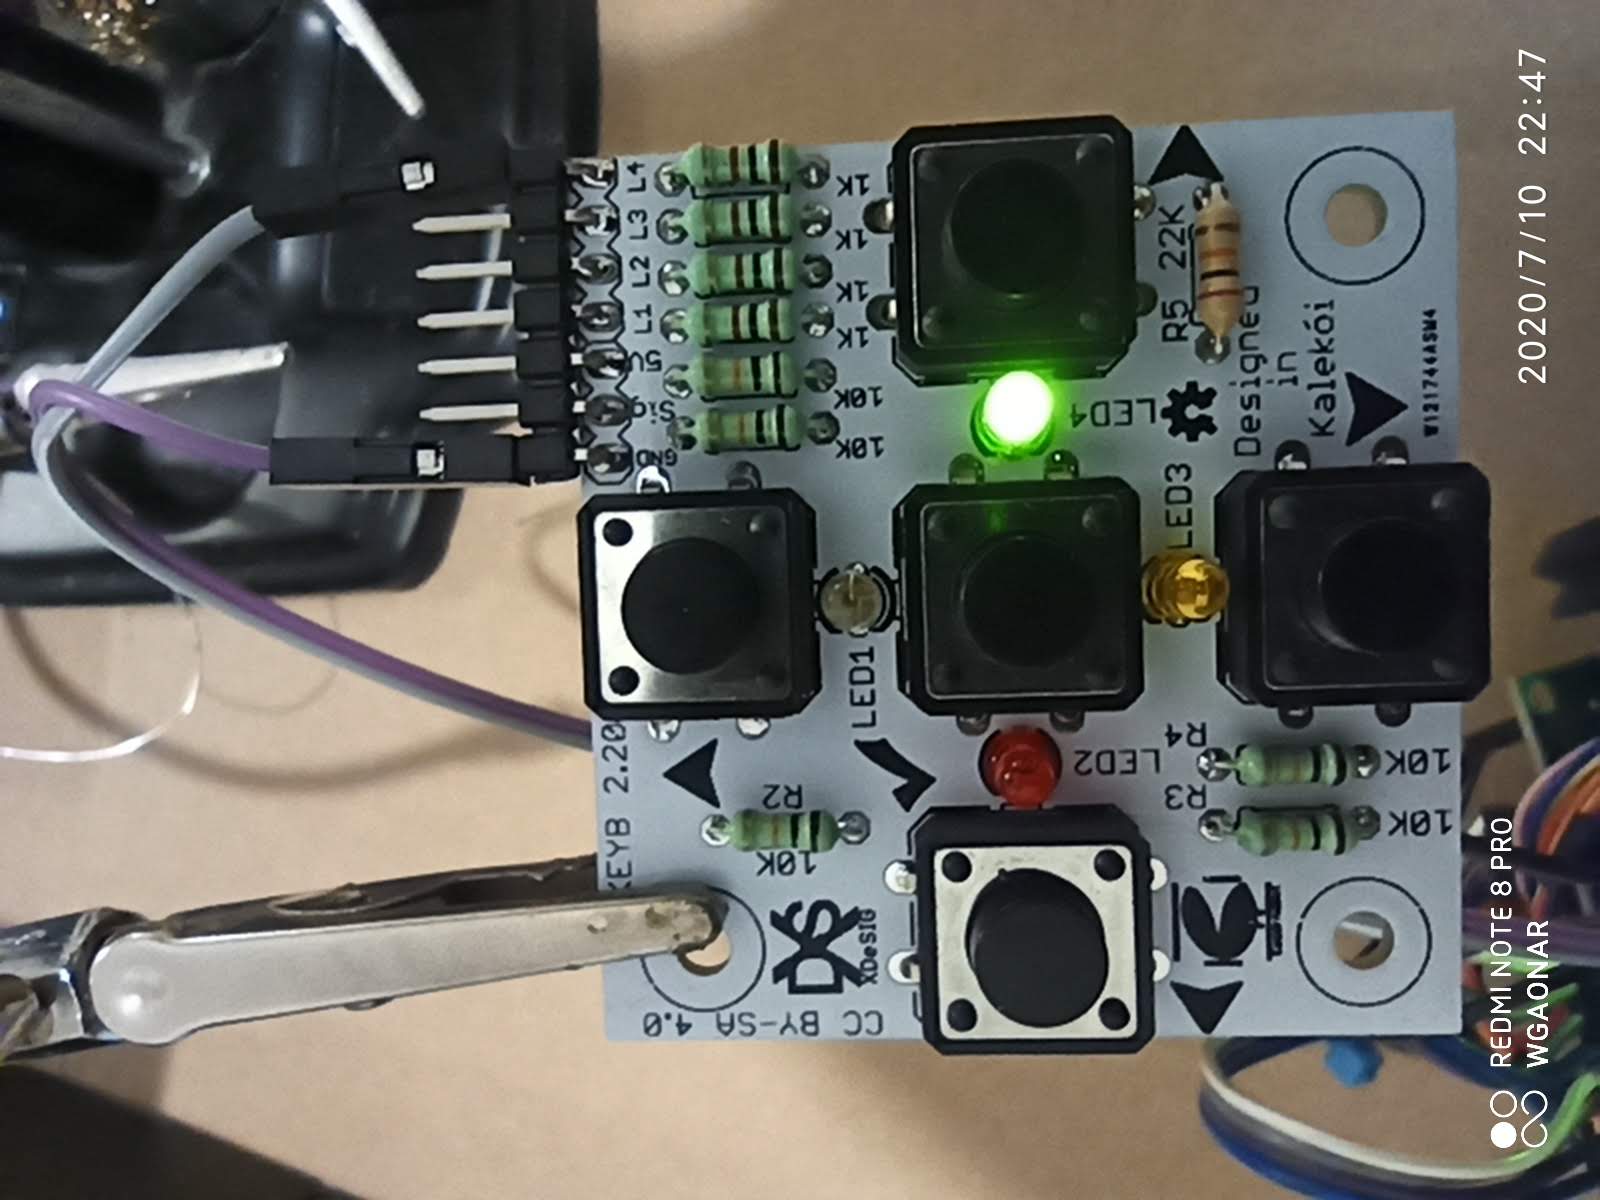 KEYB 2.20
CC BY-SA 4.0
GND
Sig
5V
L1
L2
L3
L4
10K
R2
DXS
XDeSIG
LED1
10K
10K
1K
1K
1K
1K
LED2
LED4
R3
R4
LED3
R5 22K
Designed
in
Kalekói
10K
10K
W121744ASM4
REDMI NOTE 8 PRO
WGAONAR
2020/7/10 22:47